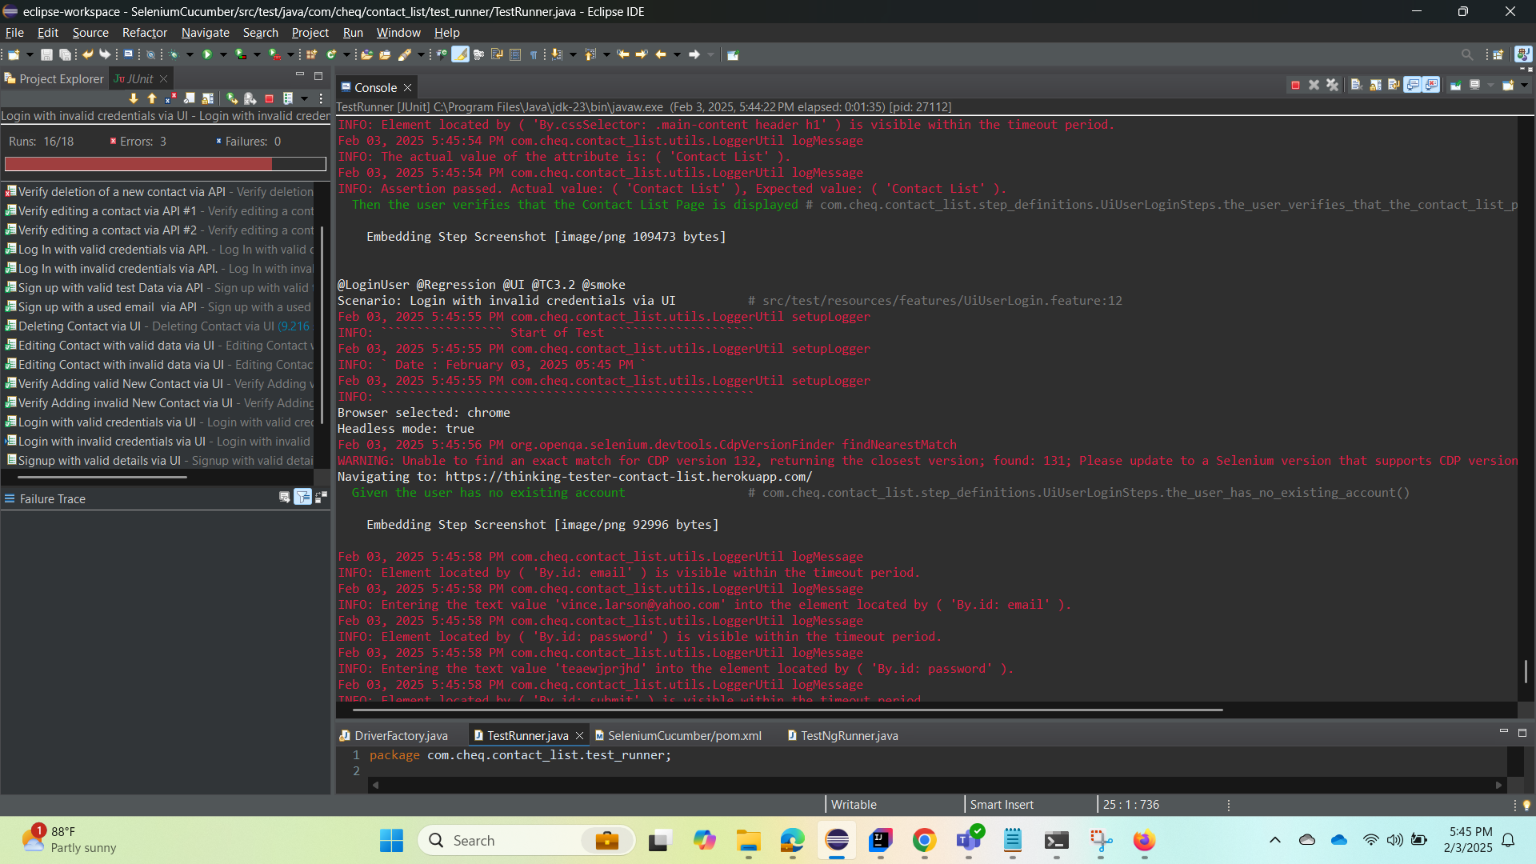 eclipse-workspace - SeleniumCucumber/src/test/java/com/cheq/contact_list/test_runner/TestRunner.java - Eclipse IDE
File Edit Source Refactor Navigate Search Project Run Window Help
Project Explorer JUnit
Console
TestRunner [JUnit] C:\Program Files\Java\jdk-23\bin\javaw.exe (Feb 3, 2025, 5:44:22 PM elapsed: 0:01:35) [pid: 27112]
Login with invalid credentials via UI - Login with invalid creder
Runs: 16/18 Errors: 3 Failures: 0
Verify deletion of a new contact via API - Verify deletion
Verify editing a contact via API #1 - Verify editing a cont
Verify editing a contact via API #2 - Verify editing a cont
Log In with valid credentials via API. - Log In with valid c
Log In with invalid credentials via API. - Log In with inva
Sign up with valid test Data via API - Sign up with valid
Sign up with a used email via API - Sign up with a used
Deleting Contact via UI - Deleting Contact via UI (9.216
Editing Contact with valid data via UI - Editing Contact v
Editing Contact with invalid data via UI - Editing Contac
Verify Adding valid New Contact via UI - Verify Adding v
Verify Adding invalid New Contact via UI - Verify Adding
Login with valid credentials via UI - Login with valid crec
Login with invalid credentials via UI - Login with invalid
Signup with valid details via UI - Signup with valid detai
Failure Trace
INFO: Element located by ( 'By.cssSelector: .main-content header h1' ) is visible within the timeout period.
Feb 03, 2025 5:45:54 PM com.cheq.contact_list.utils.LoggerUtil logMessage
INFO: The actual value of the attribute is: ( 'Contact List' ).
Feb 03, 2025 5:45:54 PM com.cheq.contact_list.utils.LoggerUtil logMessage
INFO: Assertion passed. Actual value: ( 'Contact List' ), Expected value: ( 'Contact List' ).
Then the user verifies that the Contact List Page is displayed # com.cheq.contact_list.step_definitions.UiUserLoginSteps.the_user_verifies_that_the_contact_list_p
Embedding Step Screenshot [image/png 109473 bytes]
@LoginUser @Regression @UI @TC3.2 @smoke
Scenario: Login with invalid credentials via UI # src/test/resources/features/UiUserLogin.feature:12
Feb 03, 2025 5:45:55 PM com.cheq.contact_list.utils.LoggerUtil setupLogger
INFO: ````````````````` Start of Test ````````````````````
Feb 03, 2025 5:45:55 PM com.cheq.contact_list.utils.LoggerUtil setupLogger
INFO: ` Date : February 03, 2025 05:45 PM `
Feb 03, 2025 5:45:55 PM com.cheq.contact_list.utils.LoggerUtil setupLogger
INFO: ````````````````````````````````````````````````````
Browser selected: chrome
Headless mode: true
Feb 03, 2025 5:45:56 PM org.openqa.selenium.devtools.CdpVersionFinder findNearestMatch
WARNING: Unable to find an exact match for CDP version 132, returning the closest version; found: 131; Please update to a Selenium version that supports CDP version
Navigating to: https://thinking-tester-contact-list.herokuapp.com/
Given the user has no existing account # com.cheq.contact_list.step_definitions.UiUserLoginSteps.the_user_has_no_existing_account()
Embedding Step Screenshot [image/png 92996 bytes]
Feb 03, 2025 5:45:58 PM com.cheq.contact_list.utils.LoggerUtil logMessage
INFO: Element located by ( 'By.id: email' ) is visible within the timeout period.
Feb 03, 2025 5:45:58 PM com.cheq.contact_list.utils.LoggerUtil logMessage
INFO: Entering the text value 'vince.larson@yahoo.com' into the element located by ( 'By.id: email' ).
Feb 03, 2025 5:45:58 PM com.cheq.contact_list.utils.LoggerUtil logMessage
INFO: Element located by ( 'By.id: password' ) is visible within the timeout period.
Feb 03, 2025 5:45:58 PM com.cheq.contact_list.utils.LoggerUtil logMessage
INFO: Entering the text value 'teaewjprjhd' into the element located by ( 'By.id: password' ).
Feb 03, 2025 5:45:58 PM com.cheq.contact_list.utils.LoggerUtil logMessage
INFO: Element located by ( 'By.id: submit' ) is visible within the timeout period
DriverFactory.java TestRunner.java SeleniumCucumber/pom.xml TestNgRunner.java
1 package com.cheq.contact_list.test_runner;
2
Writable Smart Insert 25 : 1 : 736
1 88°F
Partly sunny
Search
5:45 PM
2/3/2025